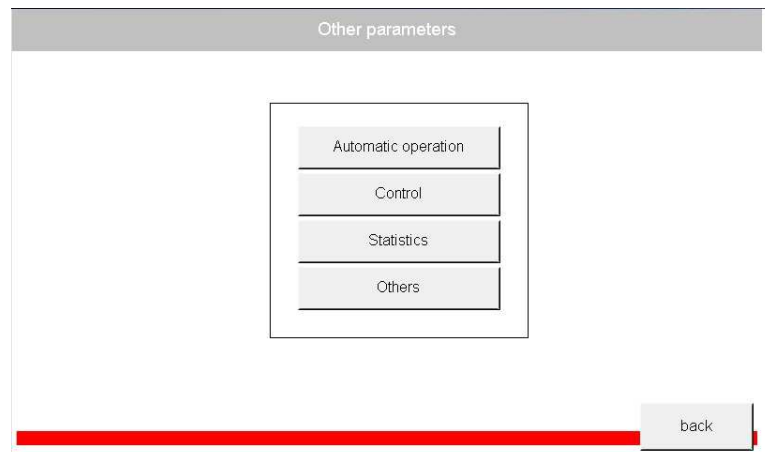 Other parameters
Automatic operation
Control
Statistics
Others
back